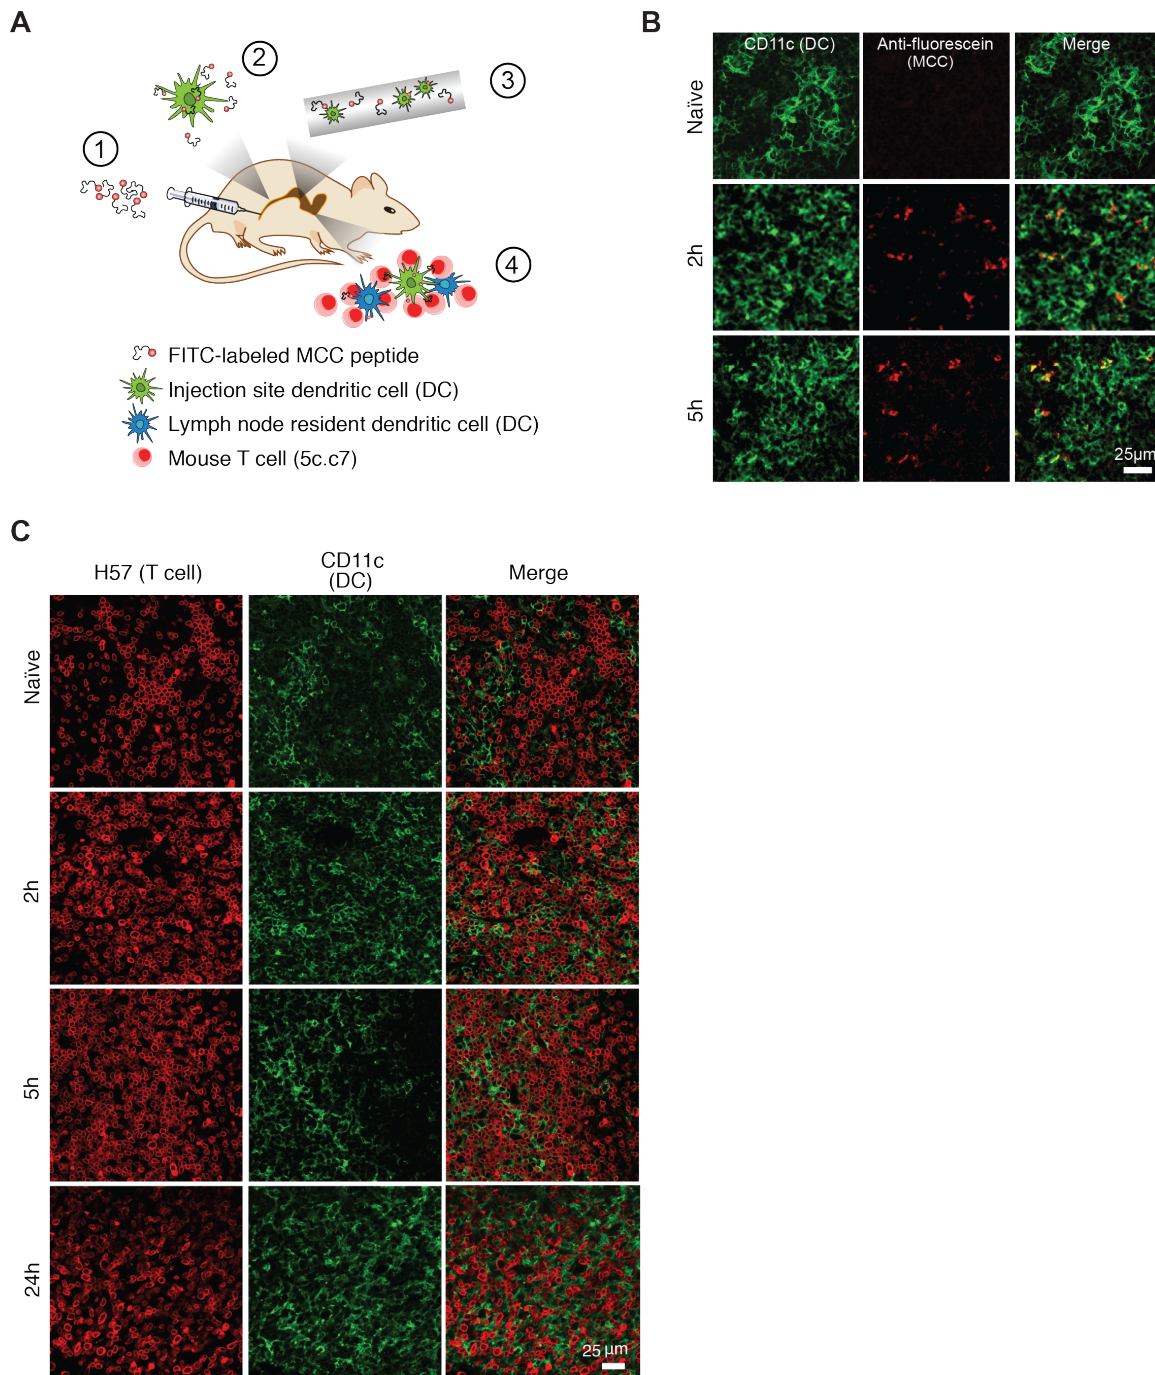 A
1
2
3
4
FITC-labeled MCC peptide
Injection site dendritic cell (DC)
Lymph node resident dendritic cell (DC)
Mouse T cell (5c.c7)
B
CD11c (DC)
Anti-fluorescein
(MCC)
Merge
Naïve
2h
5h
25μm
C
H57 (T cell)
CD11c
(DC)
Merge
Naïve
2h
5h
24h
25 μm